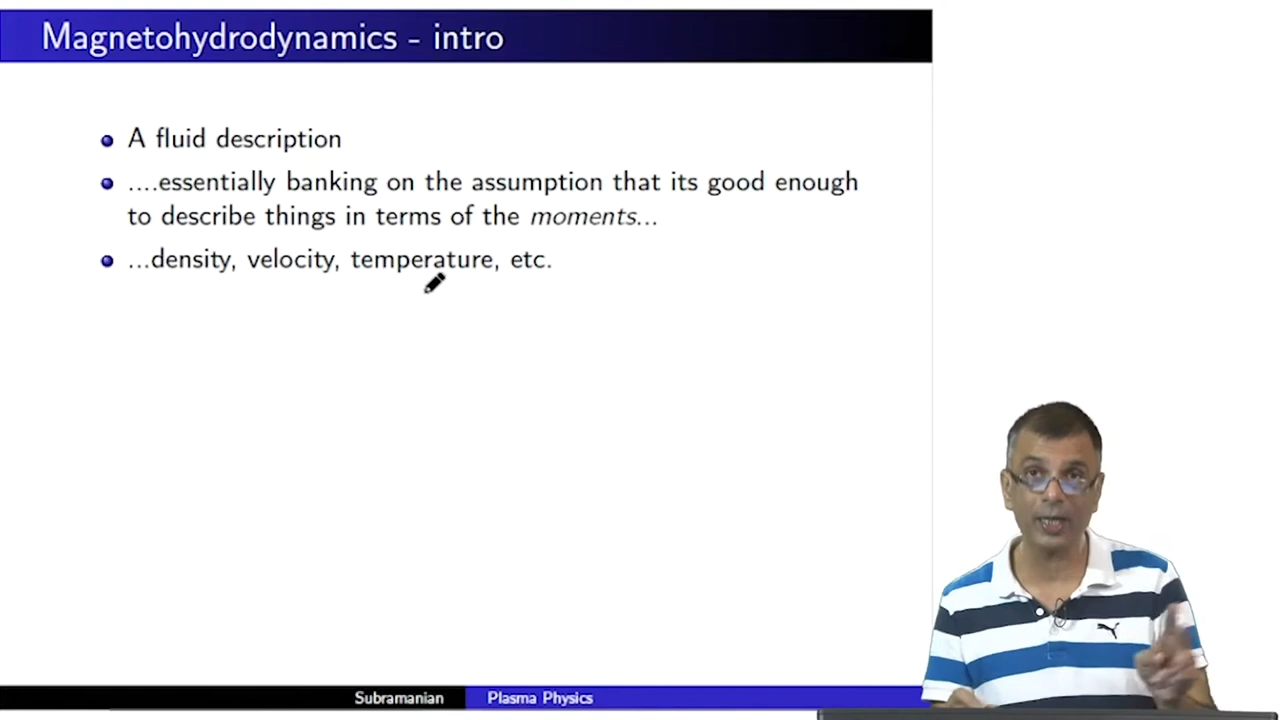 Magnetohydrodynamics - intro
A fluid description
....essentially banking on the assumption that its good enough
to describe things in terms of the moments...
...density, velocity, temperature, etc.
Subramanian
Plasma Physics